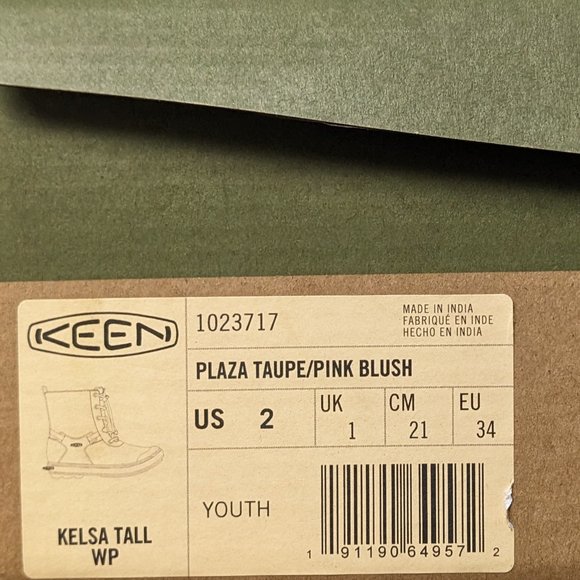 KEEN
1023717
MADE IN INDIA
FABRIQUÉ EN INDE
HECHO EN INDIA
PLAZA TAUPE/PINK BLUSH
US 2
UK 1
CM 21
EU 34
KEEN
KELSA TALL
WP
YOUTH
1 91190 64957 2